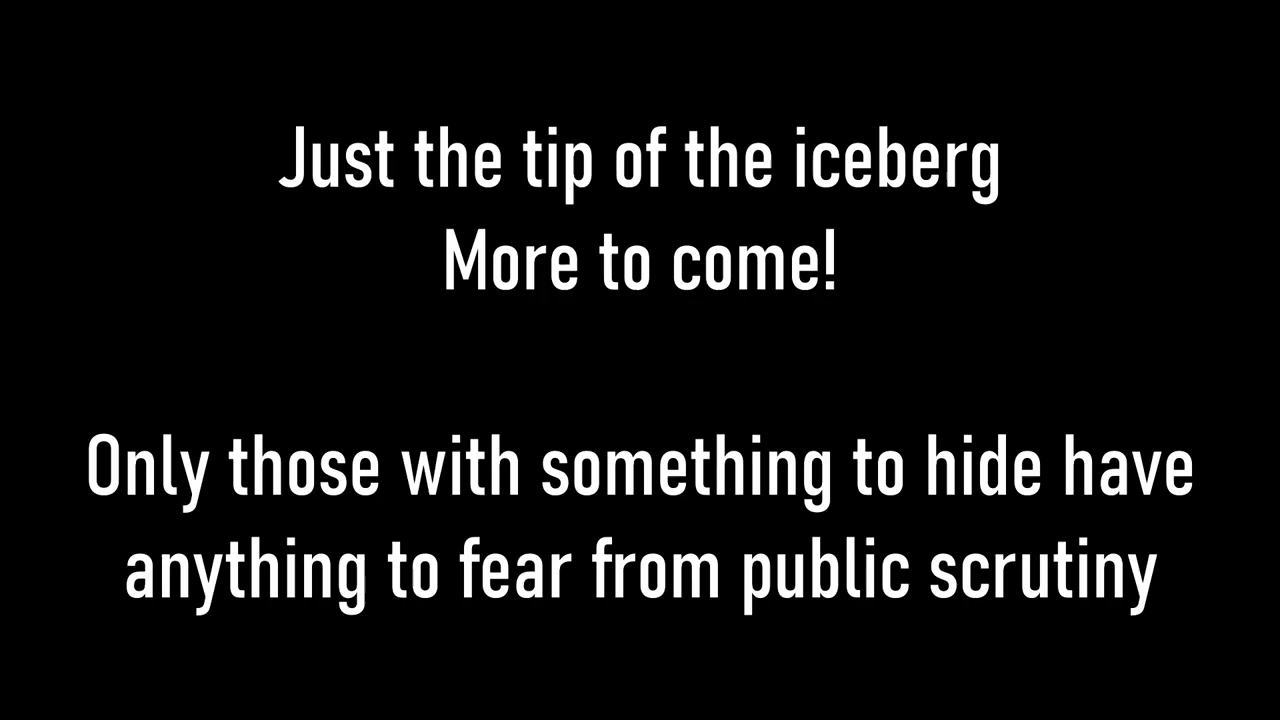 Just the tip of the iceberg
More to come!
Only those with something to hide have
anything to fear from public scrutiny